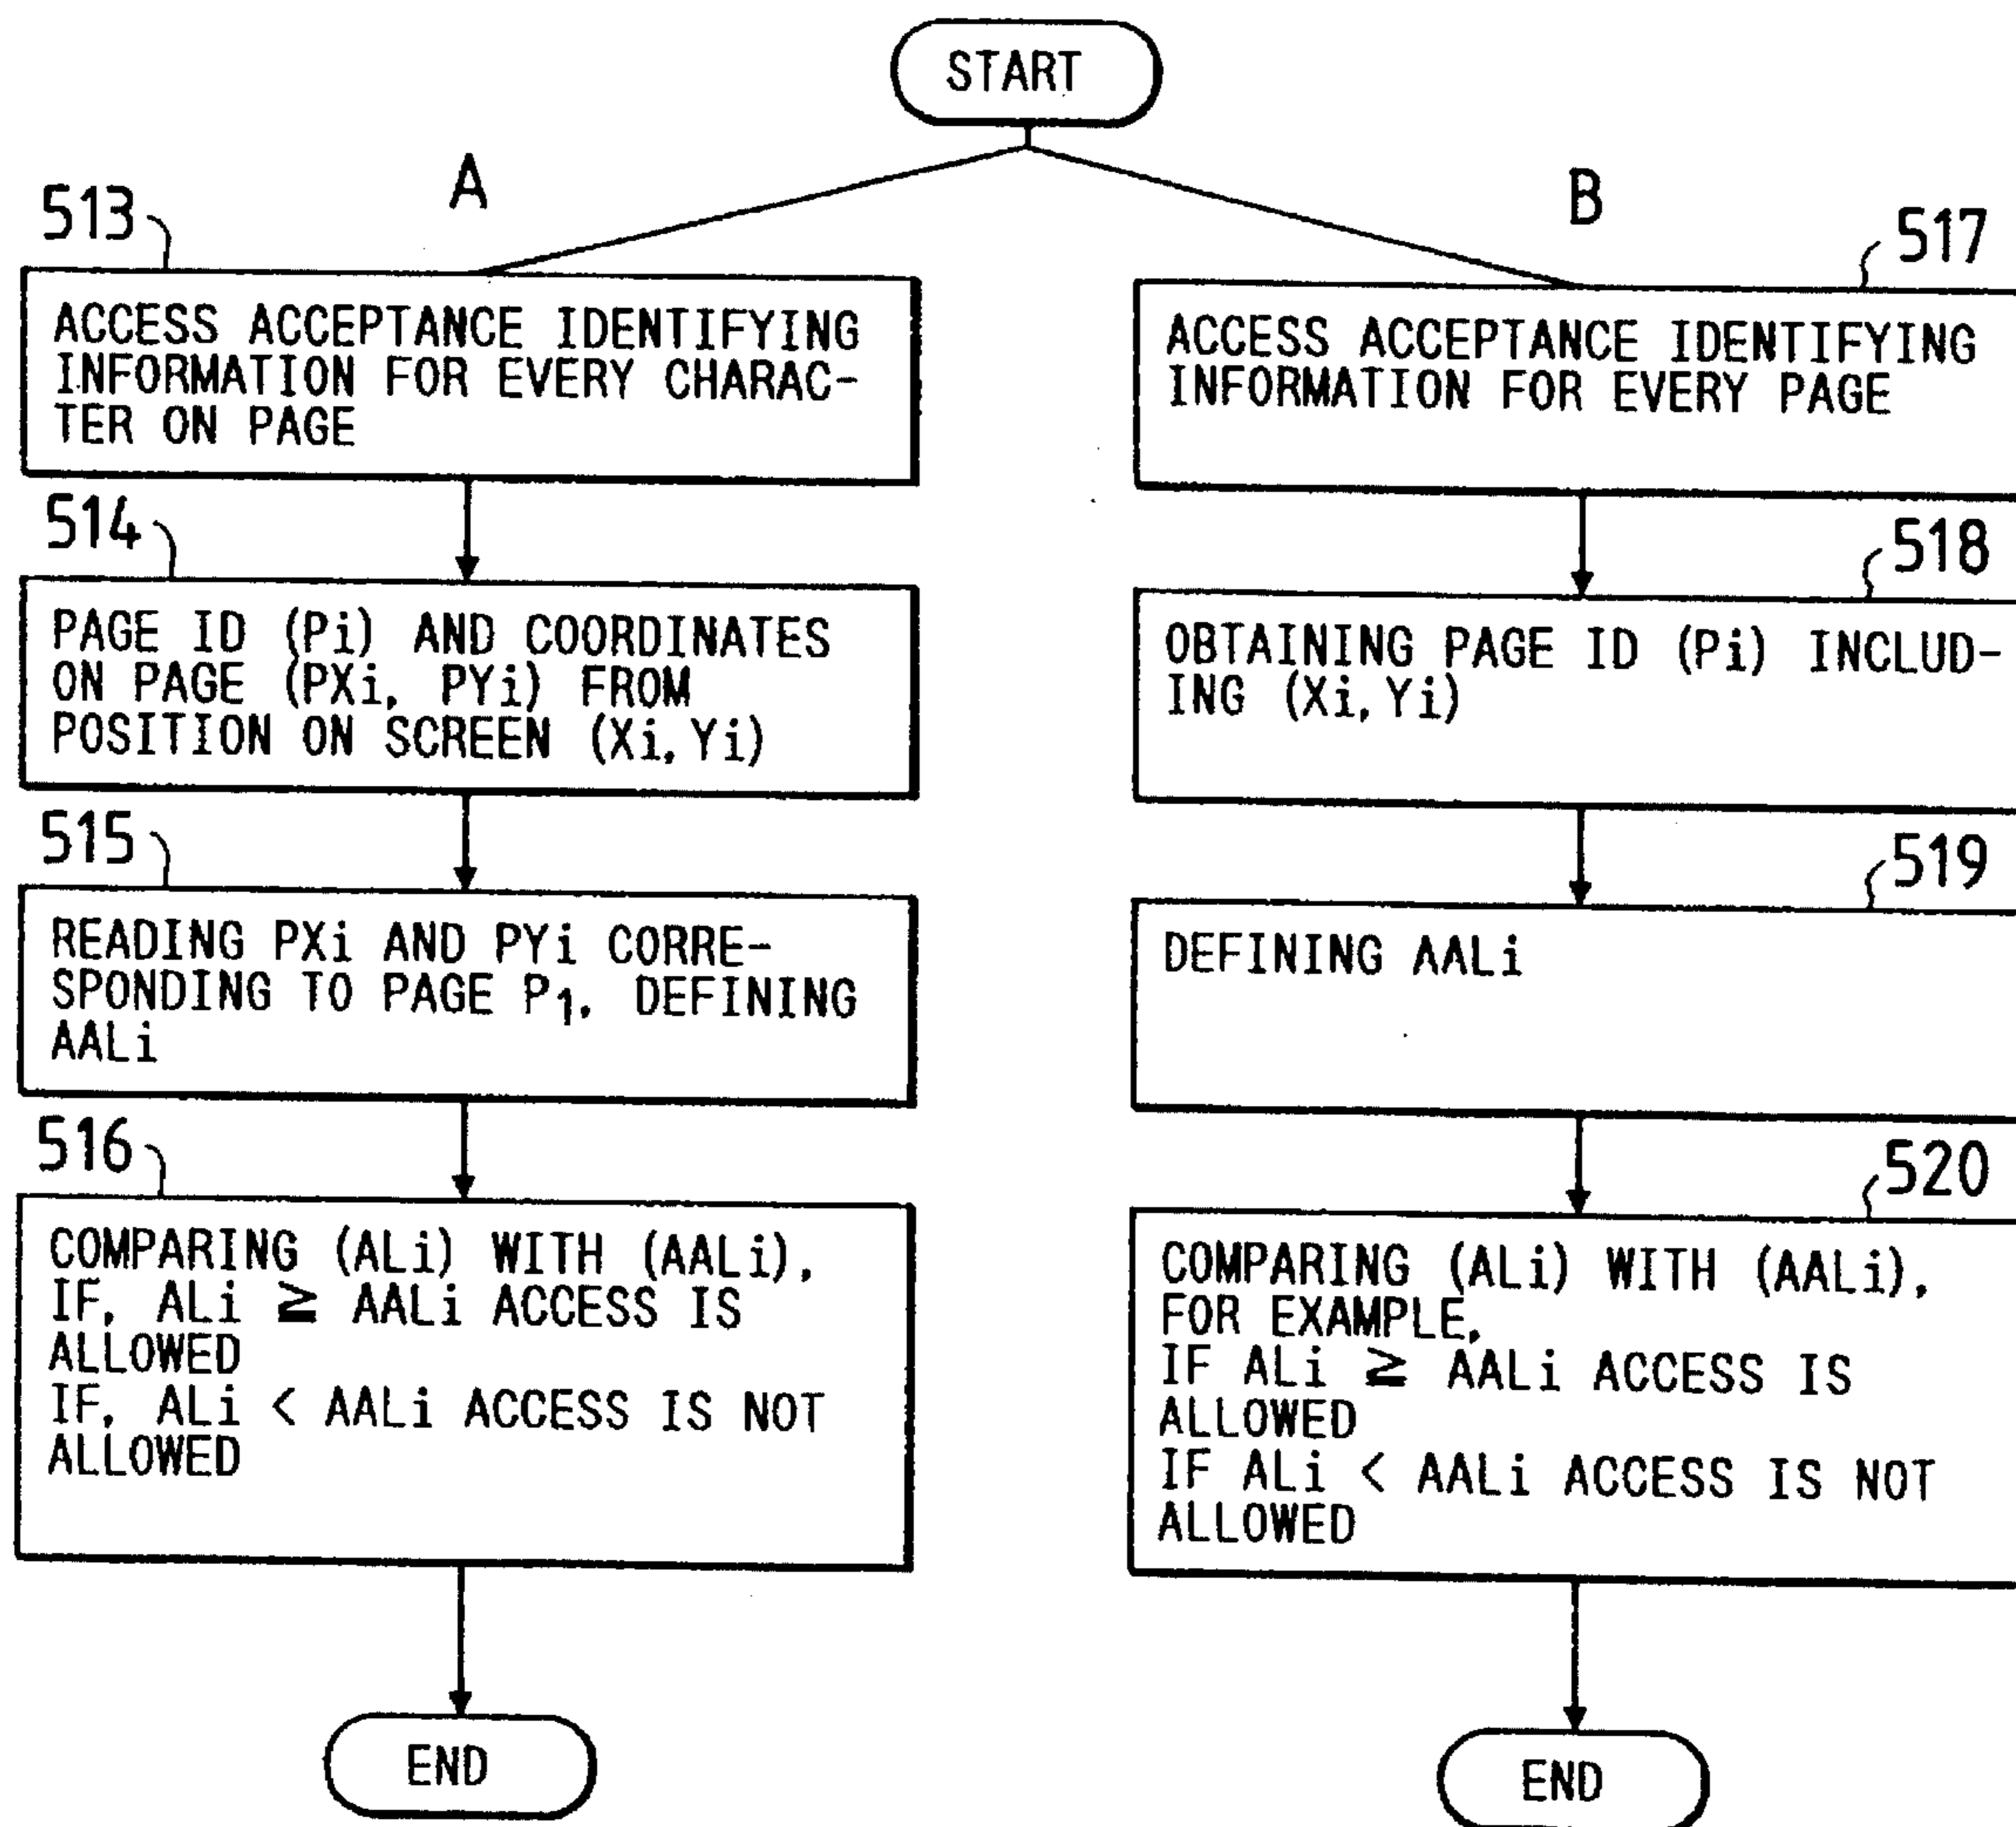 START
A
513
ACCESS ACCEPTANCE IDENTIFYING
INFORMATION FOR EVERY CHARAC-
TER ON PAGE
514
PAGE ID (Pi) AND COORDINATES
ON PAGE (PXi, PYi) FROM
POSITION ON SCREEN (Xi, Yi)
515
READING PXi AND PYi CORRE-
SPONDING TO PAGE P1, DEFINING
AALi
516
COMPARING (ALi) WITH (AALi),
IF, ALi ≧ AALi ACCESS IS
ALLOWED
IF, ALi < AALi ACCESS IS NOT
ALLOWED
END
B
517
ACCESS ACCEPTANCE IDENTIFYING
INFORMATION FOR EVERY PAGE
518
OBTAINING PAGE ID (Pi) INCLUD-
ING (Xi, Yi)
519
DEFINING AALi
520
COMPARING (ALi) WITH (AALi),
FOR EXAMPLE,
IF ALi ≧ AALi ACCESS IS
ALLOWED
IF ALi < AALi ACCESS IS NOT
ALLOWED
END